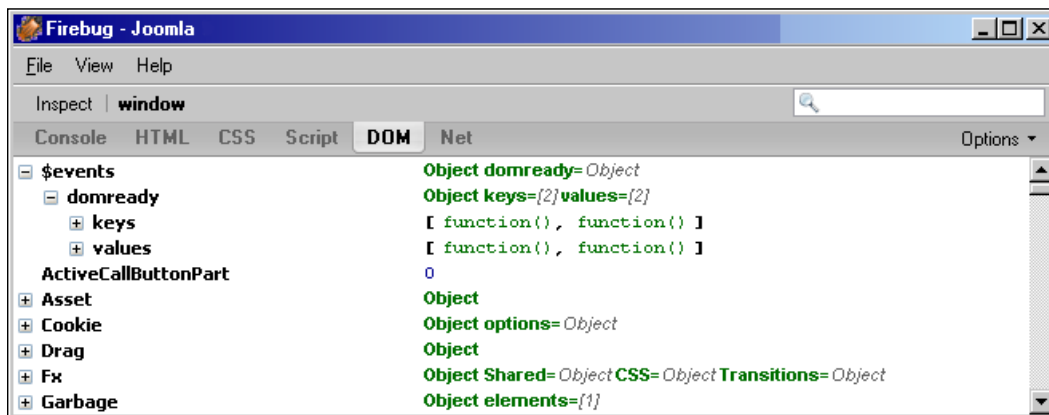 Firebug - Joomla
File View Help
Inspect | window
Console HTML CSS Script DOM Net Options
$events Object domready=Object
domready Object keys=[2] values=[2]
keys [ function(), function() ]
values [ function(), function() ]
ActiveCallButtonPart 0
Asset Object
Cookie Object options=Object
Drag Object
Fx Object Shared=Object CSS=Object Transitions=Object
Garbage Object elements=[1]